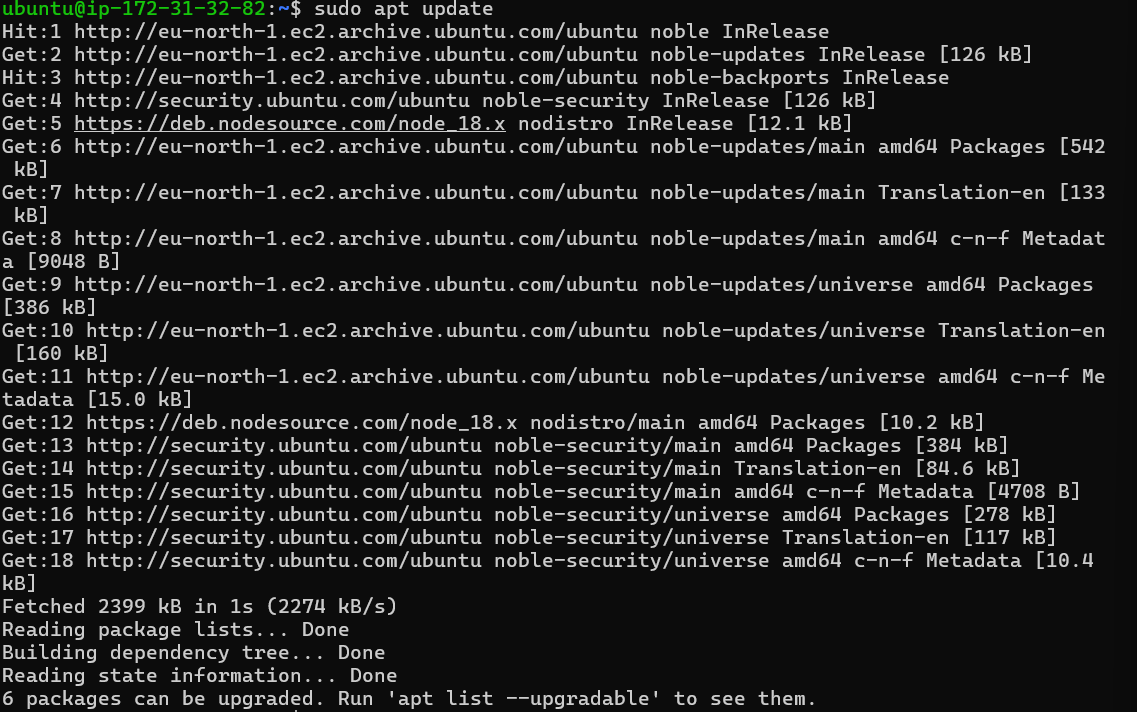 ubuntu@ip-172-31-32-82:~$ sudo apt update
Hit:1 http://eu-north-1.ec2.archive.ubuntu.com/ubuntu noble InRelease
Get:2 http://eu-north-1.ec2.archive.ubuntu.com/ubuntu noble-updates InRelease [126 kB]
Hit:3 http://eu-north-1.ec2.archive.ubuntu.com/ubuntu noble-backports InRelease
Get:4 http://security.ubuntu.com/ubuntu noble-security InRelease [126 kB]
Get:5 https://deb.nodesource.com/node_18.x nodistro InRelease [12.1 kB]
Get:6 http://eu-north-1.ec2.archive.ubuntu.com/ubuntu noble-updates/main amd64 Packages [542
 kB]
Get:7 http://eu-north-1.ec2.archive.ubuntu.com/ubuntu noble-updates/main Translation-en [133
 kB]
Get:8 http://eu-north-1.ec2.archive.ubuntu.com/ubuntu noble-updates/main amd64 c-n-f Metadat
a [9048 B]
Get:9 http://eu-north-1.ec2.archive.ubuntu.com/ubuntu noble-updates/universe amd64 Packages
[386 kB]
Get:10 http://eu-north-1.ec2.archive.ubuntu.com/ubuntu noble-updates/universe Translation-en
 [160 kB]
Get:11 http://eu-north-1.ec2.archive.ubuntu.com/ubuntu noble-updates/universe amd64 c-n-f Me
tadata [15.0 kB]
Get:12 https://deb.nodesource.com/node_18.x nodistro/main amd64 Packages [10.2 kB]
Get:13 http://security.ubuntu.com/ubuntu noble-security/main amd64 Packages [384 kB]
Get:14 http://security.ubuntu.com/ubuntu noble-security/main Translation-en [84.6 kB]
Get:15 http://security.ubuntu.com/ubuntu noble-security/main amd64 c-n-f Metadata [4708 B]
Get:16 http://security.ubuntu.com/ubuntu noble-security/universe amd64 Packages [278 kB]
Get:17 http://security.ubuntu.com/ubuntu noble-security/universe Translation-en [117 kB]
Get:18 http://security.ubuntu.com/ubuntu noble-security/universe amd64 c-n-f Metadata [10.4
kB]
Fetched 2399 kB in 1s (2274 kB/s)
Reading package lists... Done
Building dependency tree... Done
Reading state information... Done
6 packages can be upgraded. Run 'apt list --upgradable' to see them.